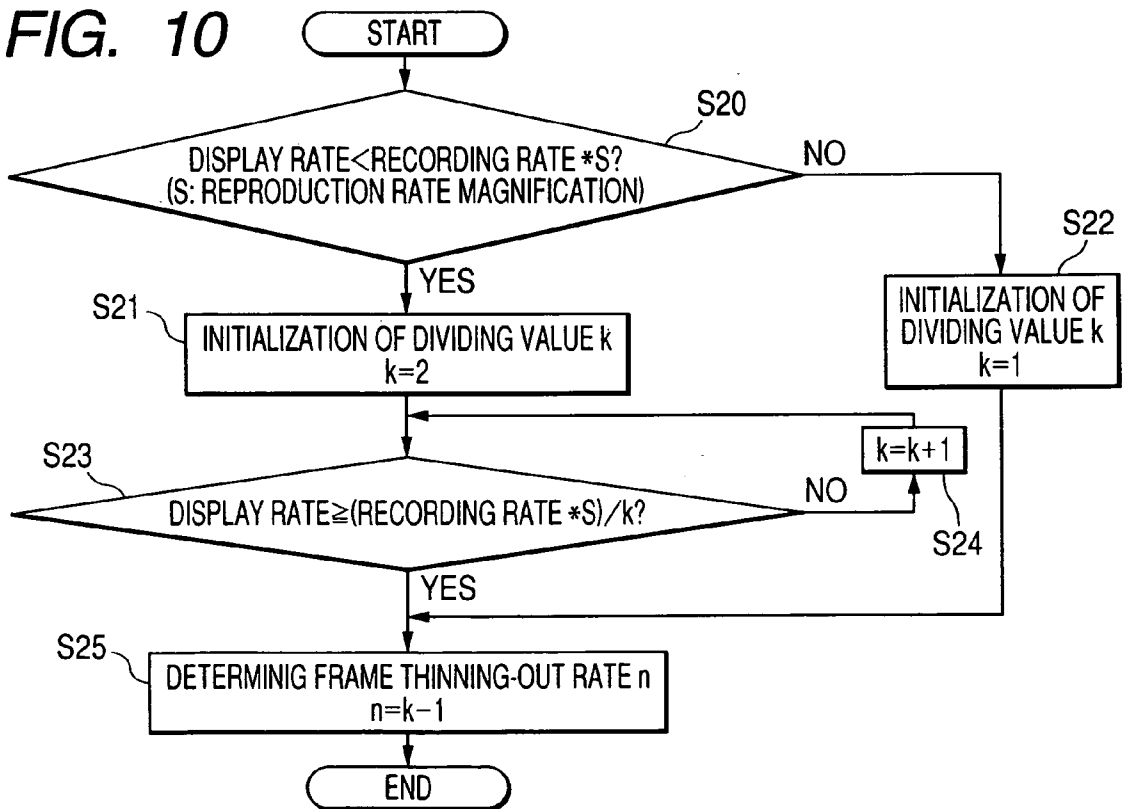 FIG. 10
START
S20
DISPLAY RATE<RECORDING RATE *S?
(S: REPRODUCTION RATE MAGNIFICATION)
NO
YES
S22
INITIALIZATION OF
DIVIDING VALUE k
k=1
S21
INITIALIZATION OF DIVIDING VALUE k
k=2
k=k+1
S24
S23
DISPLAY RATE≧(RECORDING RATE *S)/k?
NO
YES
S25
DETERMINIG FRAME THINNING-OUT RATE n
n=k-1
END